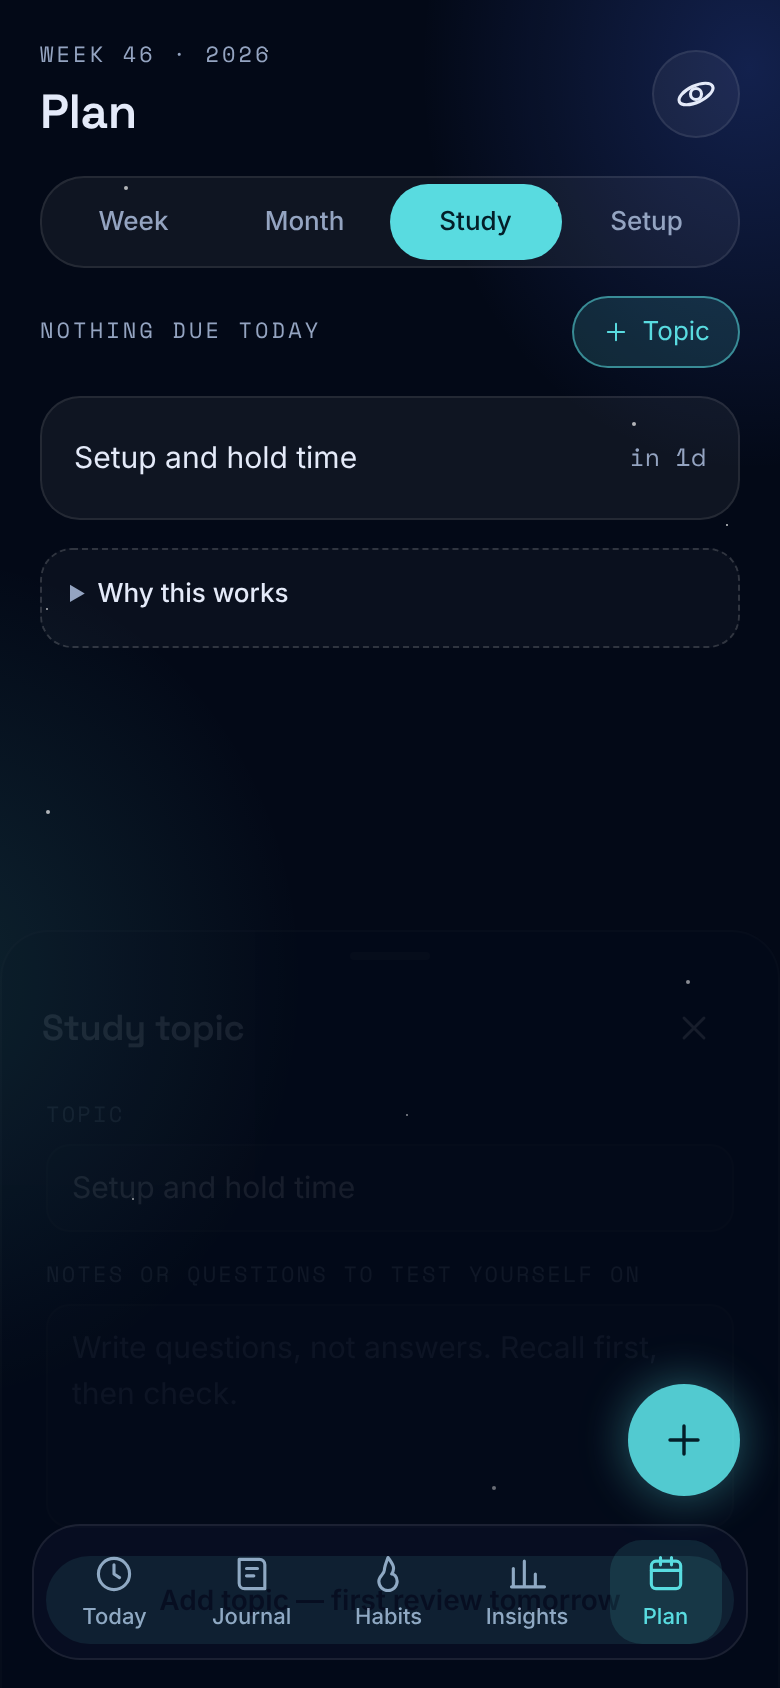 WEEK 46 · 2026
Plan
Week Month Study Setup
NOTHING DUE TODAY
+ Topic
Setup and hold time in 1d
Why this works
Study topic
TOPIC
Setup and hold time
NOTES OR QUESTIONS TO TEST YOURSELF ON
Write questions, not answers. Recall first,
then check.
Add topic — first review tomorrow
Today Journal Habits Insights Plan